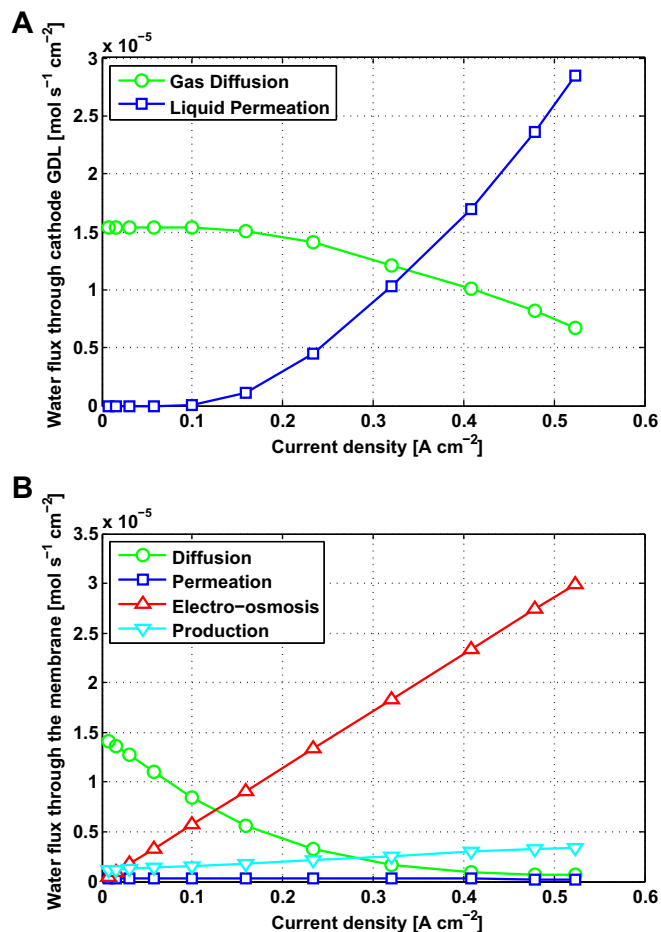 A
x 10⁻⁵
Water flux through cathode GDL [mol s⁻¹ cm⁻²]
3
2.5
2
1.5
1
0.5
0
Gas Diffusion
Liquid Permeation
0 0.1 0.2 0.3 0.4 0.5 0.6
Current density [A cm⁻²]
B
x 10⁻⁵
Water flux through the membrane [mol s⁻¹ cm⁻²]
3.5
3
2.5
2
1.5
1
0.5
0
Diffusion
Permeation
Electro-osmosis
Production
0 0.1 0.2 0.3 0.4 0.5 0.6
Current density [A cm⁻²]